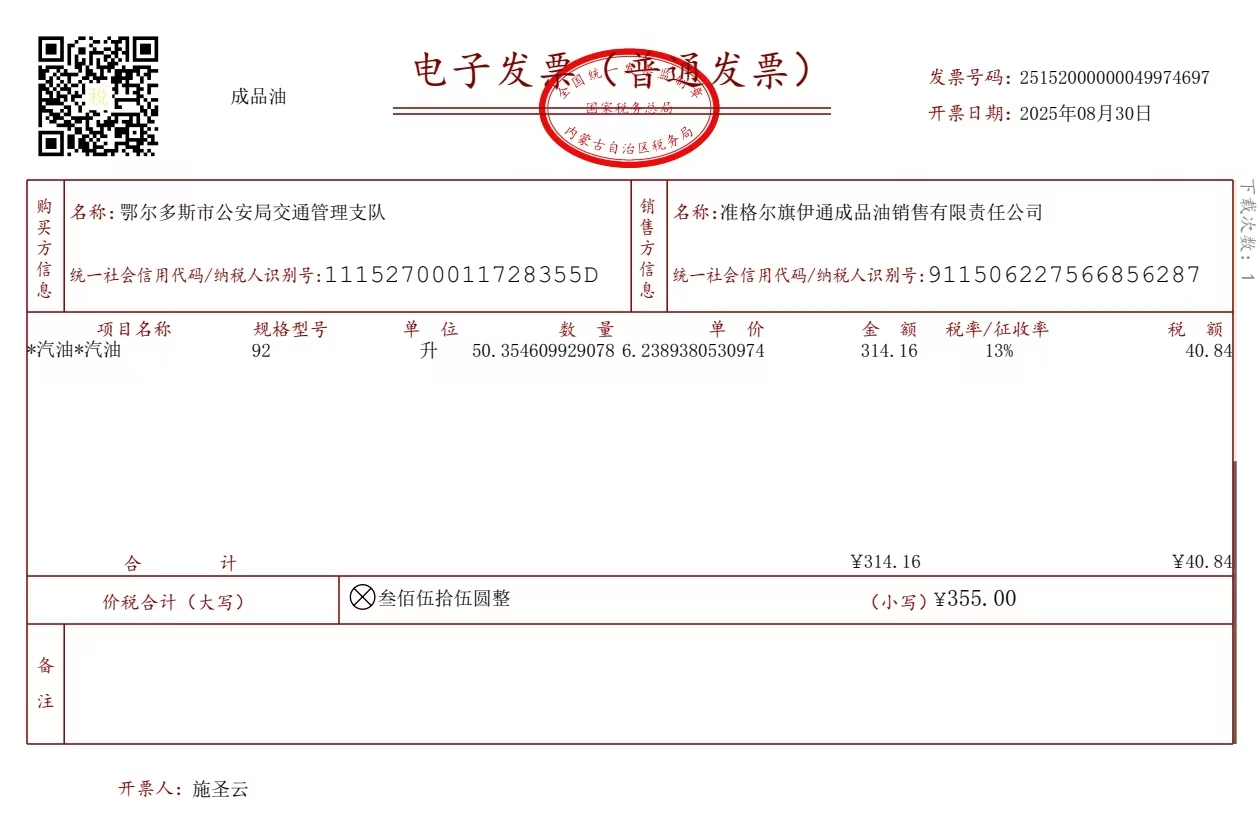 税
成品油
电子发票（普通发票）
全国统一发票监制章
国家税务总局
内蒙古自治区税务局
发票号码：25152000000049974697
开票日期：2025年08月30日
购买方信息
名称：鄂尔多斯市公安局交通管理支队
统一社会信用代码/纳税人识别号：11152700011728355D
销售方信息
名称：准格尔旗伊通成品油销售有限责任公司
统一社会信用代码/纳税人识别号：911506227566856287
下载次数：1
项目名称 规格型号 单位 数量 单价 金额 税率/征收率 税额
*汽油*汽油 92 升 50.354609929078 6.2389380530974 314.16 13% 40.84
合计 ¥314.16 ¥40.84
价税合计（大写） 叁佰伍拾伍圆整 （小写）¥355.00
备注
开票人：施圣云